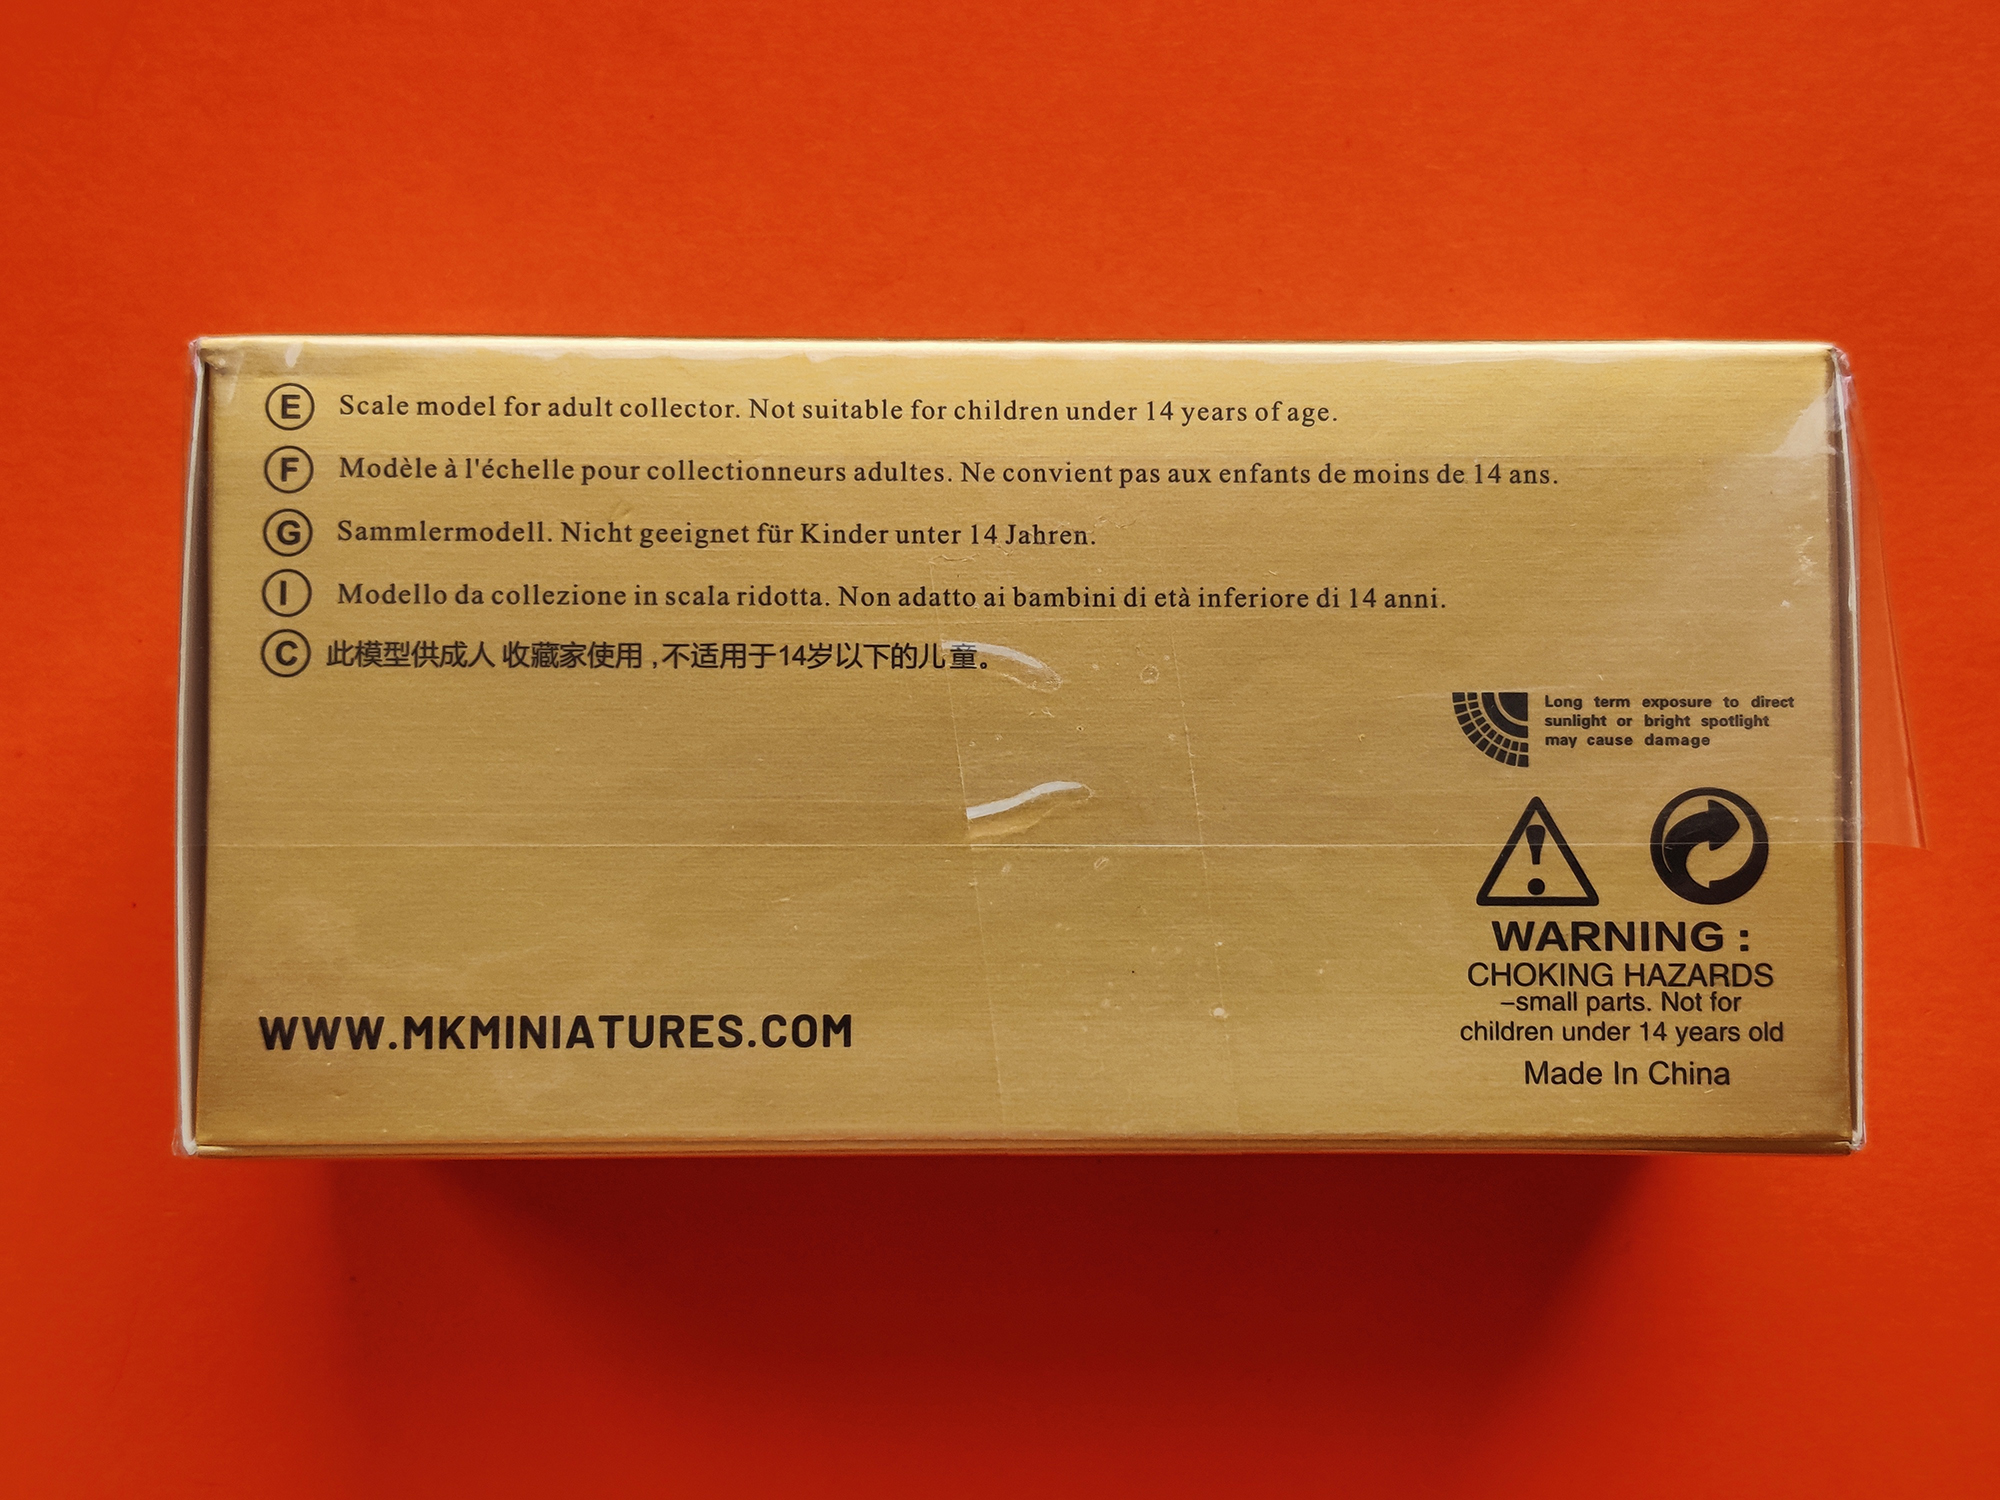 E Scale model for adult collector. Not suitable for children under 14 years of age.
F Modèle à l'échelle pour collectionneurs adultes. Ne convient pas aux enfants de moins de 14 ans.
G Sammlermodell. Nicht geeignet für Kinder unter 14 Jahren.
I Modello da collezione in scala ridotta. Non adatto ai bambini di età inferiore di 14 anni.
C 此模型供成人 收藏家使用 ,不适用于14岁以下的儿童。
Long term exposure to direct
sunlight or bright spotlight
may cause damage
WARNING :
CHOKING HAZARDS
–small parts. Not for
children under 14 years old
Made In China
WWW.MKMINIATURES.COM